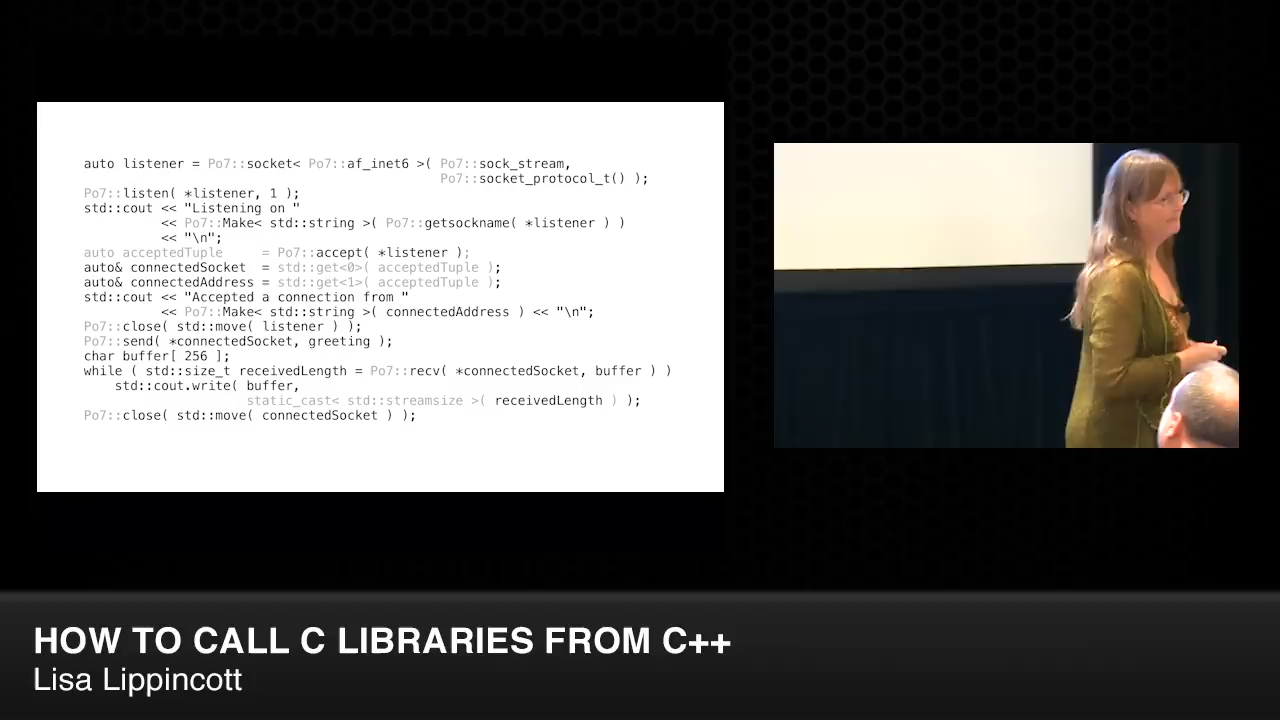 auto listener = Po7::socket< Po7::af_inet6 >( Po7::sock_stream,
Po7::socket_protocol_t() );
Po7::listen( *listener, 1 );
std::cout << "Listening on "
<< Po7::Make< std::string >( Po7::getsockname( *listener ) )
<< "\n";
auto acceptedTuple     = Po7::accept( *listener );
auto& connectedSocket  = std::get<0>( acceptedTuple );
auto& connectedAddress = std::get<1>( acceptedTuple );
std::cout << "Accepted a connection from "
<< Po7::Make< std::string >( connectedAddress ) << "\n";
Po7::close( std::move( listener ) );
Po7::send( *connectedSocket, greeting );
char buffer[ 256 ];
while ( std::size_t receivedLength = Po7::recv( *connectedSocket, buffer ) )
std::cout.write( buffer,
static_cast< std::streamsize >( receivedLength ) );
Po7::close( std::move( connectedSocket ) );
HOW TO CALL C LIBRARIES FROM C++
Lisa Lippincott